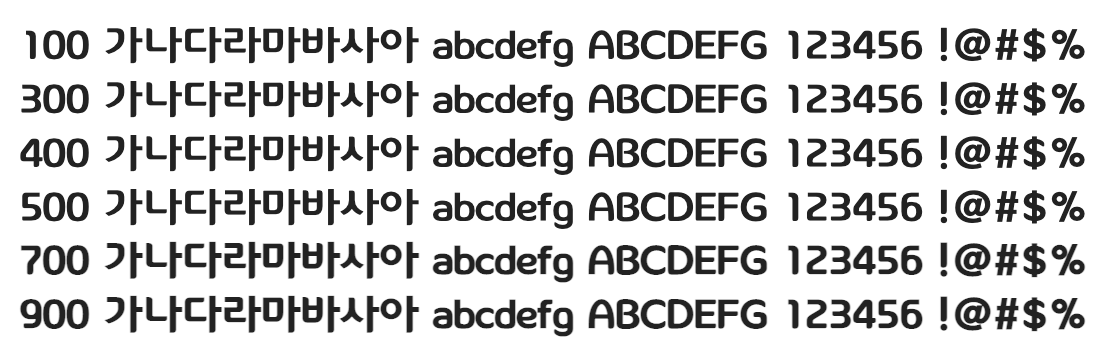 100 가나다라마바사아 abcdefg ABCDEFG 123456 !@#$%
300 가나다라마바사아 abcdefg ABCDEFG 123456 !@#$%
400 가나다라마바사아 abcdefg ABCDEFG 123456 !@#$%
500 가나다라마바사아 abcdefg ABCDEFG 123456 !@#$%
700 가나다라마바사아 abcdefg ABCDEFG 123456 !@#$%
900 가나다라마바사아 abcdefg ABCDEFG 123456 !@#$%